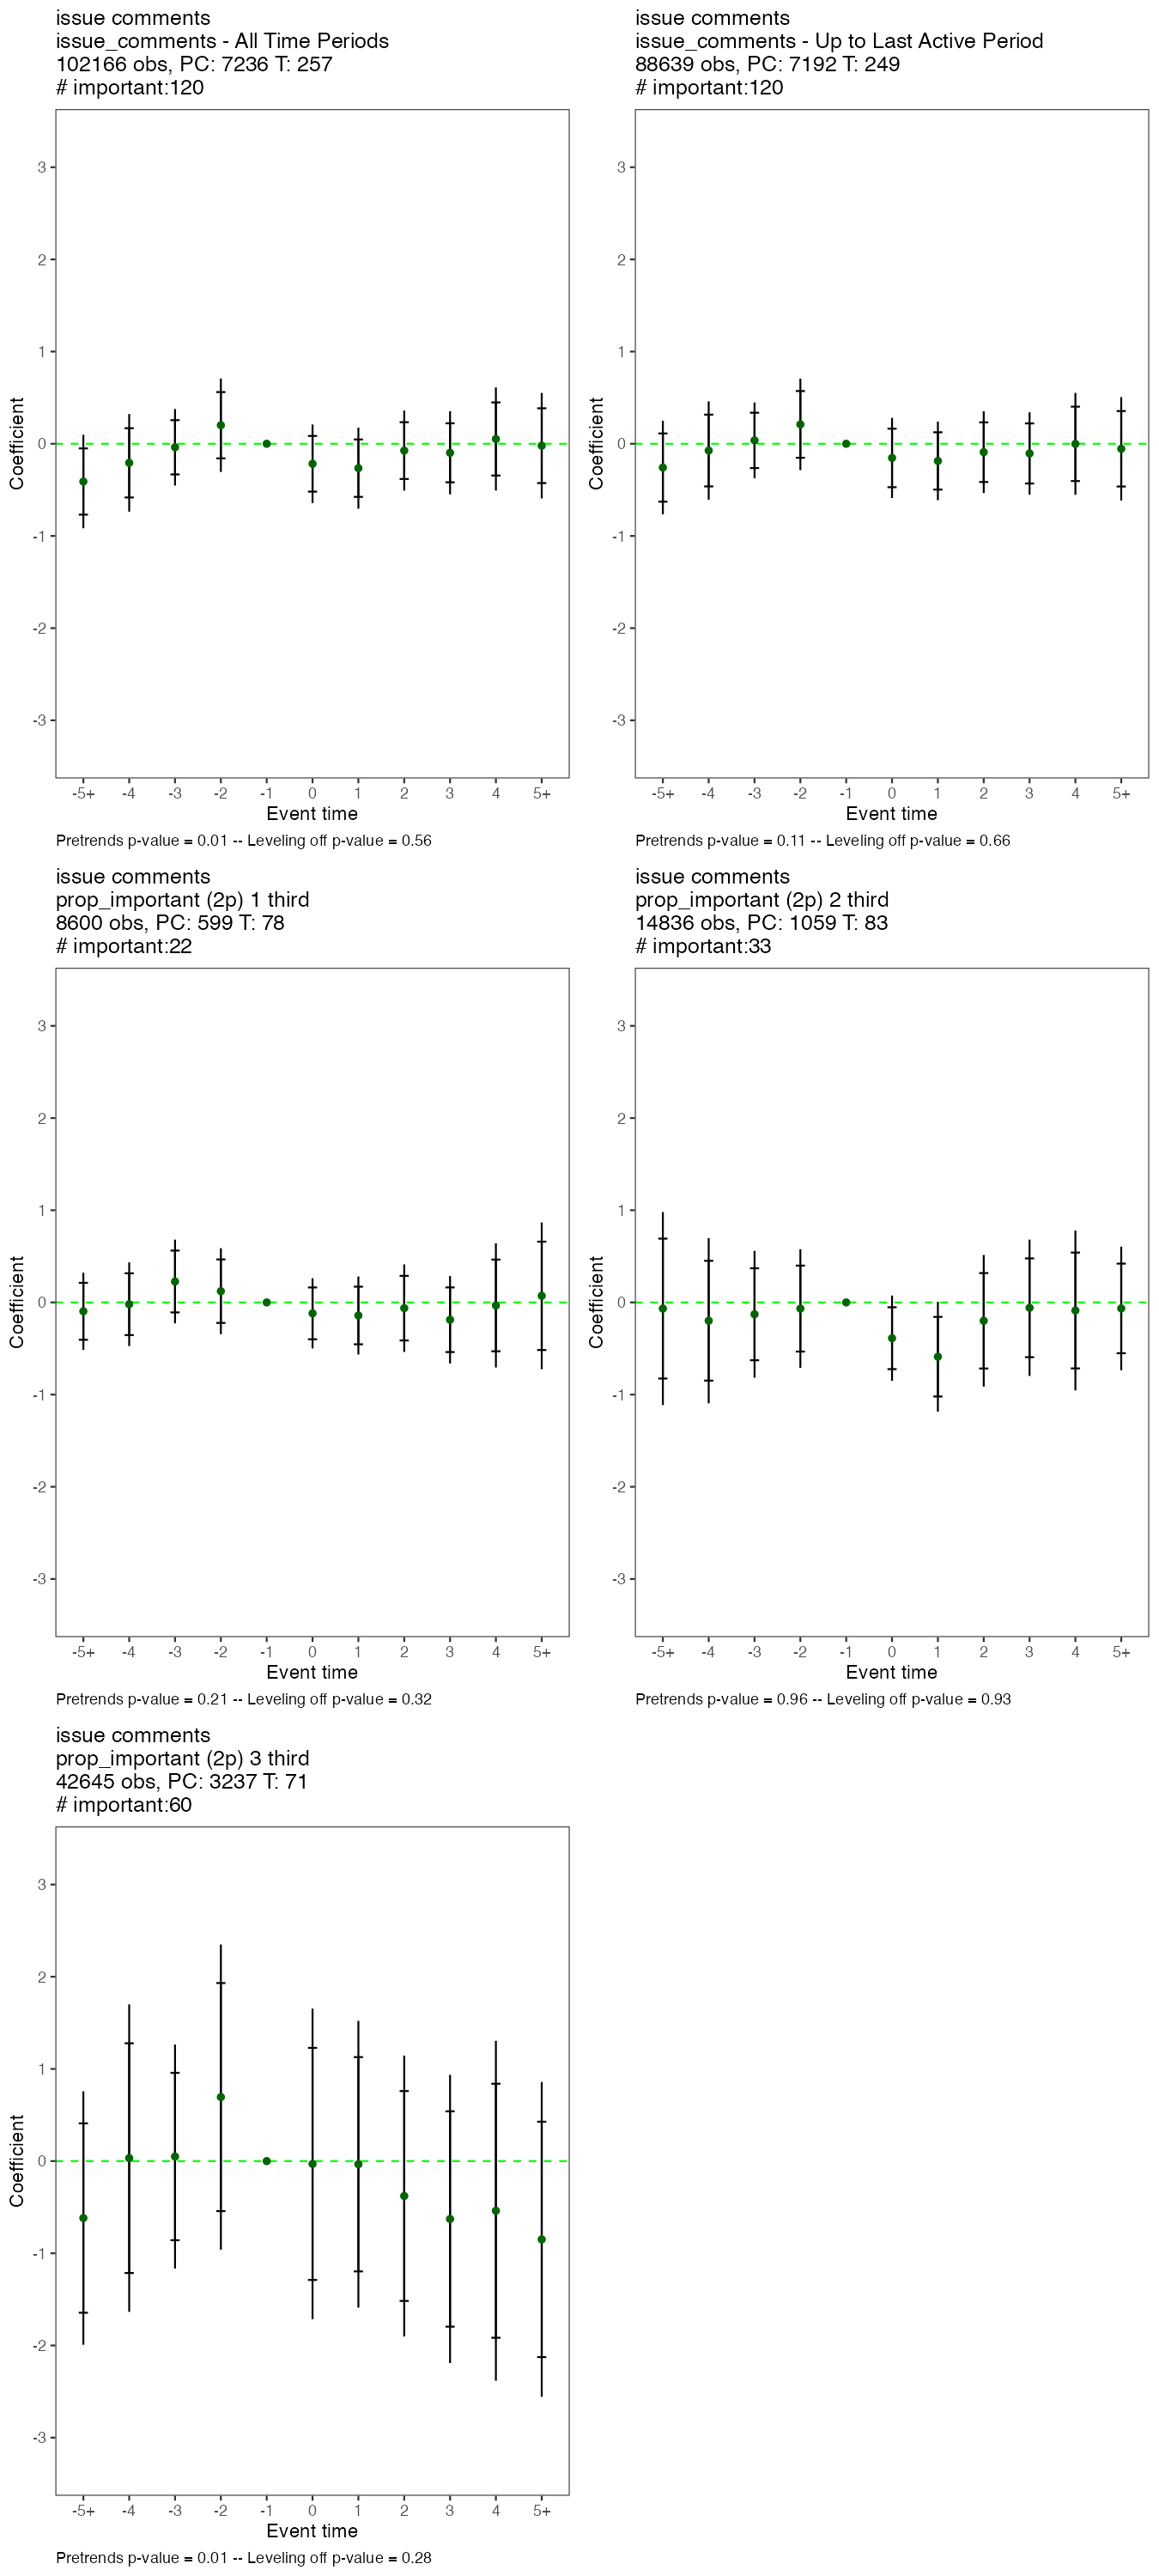 issue comments
issue_comments - All Time Periods
102166 obs, PC: 7236 T: 257
# important:120
3
2
1
0
-1
-2
-3
Coefficient
-5+ -4 -3 -2 -1 0 1 2 3 4 5+
Event time
Pretrends p-value = 0.01 -- Leveling off p-value = 0.56
issue comments
issue_comments - Up to Last Active Period
88639 obs, PC: 7192 T: 249
# important:120
3
2
1
0
-1
-2
-3
Coefficient
-5+ -4 -3 -2 -1 0 1 2 3 4 5+
Event time
Pretrends p-value = 0.11 -- Leveling off p-value = 0.66
issue comments
prop_important (2p) 1 third
8600 obs, PC: 599 T: 78
# important:22
3
2
1
0
-1
-2
-3
Coefficient
-5+ -4 -3 -2 -1 0 1 2 3 4 5+
Event time
Pretrends p-value = 0.21 -- Leveling off p-value = 0.32
issue comments
prop_important (2p) 2 third
14836 obs, PC: 1059 T: 83
# important:33
3
2
1
0
-1
-2
-3
Coefficient
-5+ -4 -3 -2 -1 0 1 2 3 4 5+
Event time
Pretrends p-value = 0.96 -- Leveling off p-value = 0.93
issue comments
prop_important (2p) 3 third
42645 obs, PC: 3237 T: 71
# important:60
3
2
1
0
-1
-2
-3
Coefficient
-5+ -4 -3 -2 -1 0 1 2 3 4 5+
Event time
Pretrends p-value = 0.01 -- Leveling off p-value = 0.28